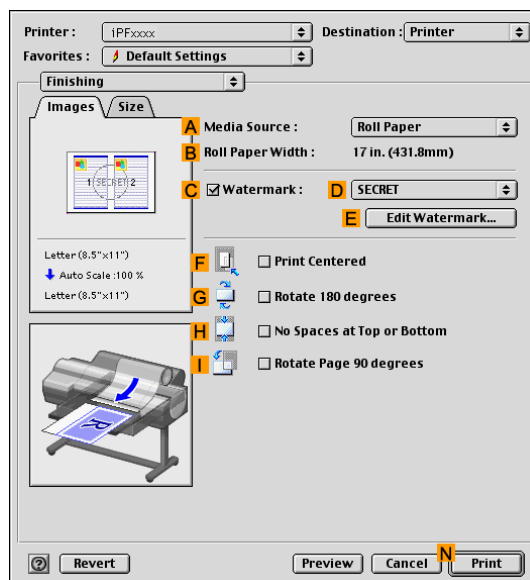 Printer : iPFxxxx Destination : Printer
Favorites : Default Settings
Finishing
Images Size
A Media Source : Roll Paper
B Roll Paper Width : 17 in. (431.8mm)
1 SECRET 2
C Watermark : D SECRET
E Edit Watermark...
Letter (8.5"x11")
Auto Scale :100 %
Letter (8.5"x11")
F Print Centered
G Rotate 180 degrees
H No Spaces at Top or Bottom
I Rotate Page 90 degrees
R
N
? Revert Preview Cancel Print